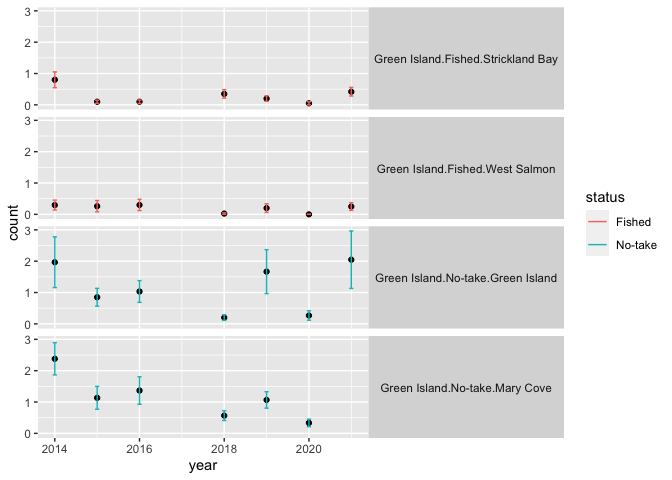 3
2
1
0
Green Island.Fished.Strickland Bay
3
2
1
0
Green Island.Fished.West Salmon
3
2
1
0
Green Island.No-take.Green Island
3
2
1
0
Green Island.No-take.Mary Cove
count
2014
2016
2018
2020
year
status
Fished
No-take